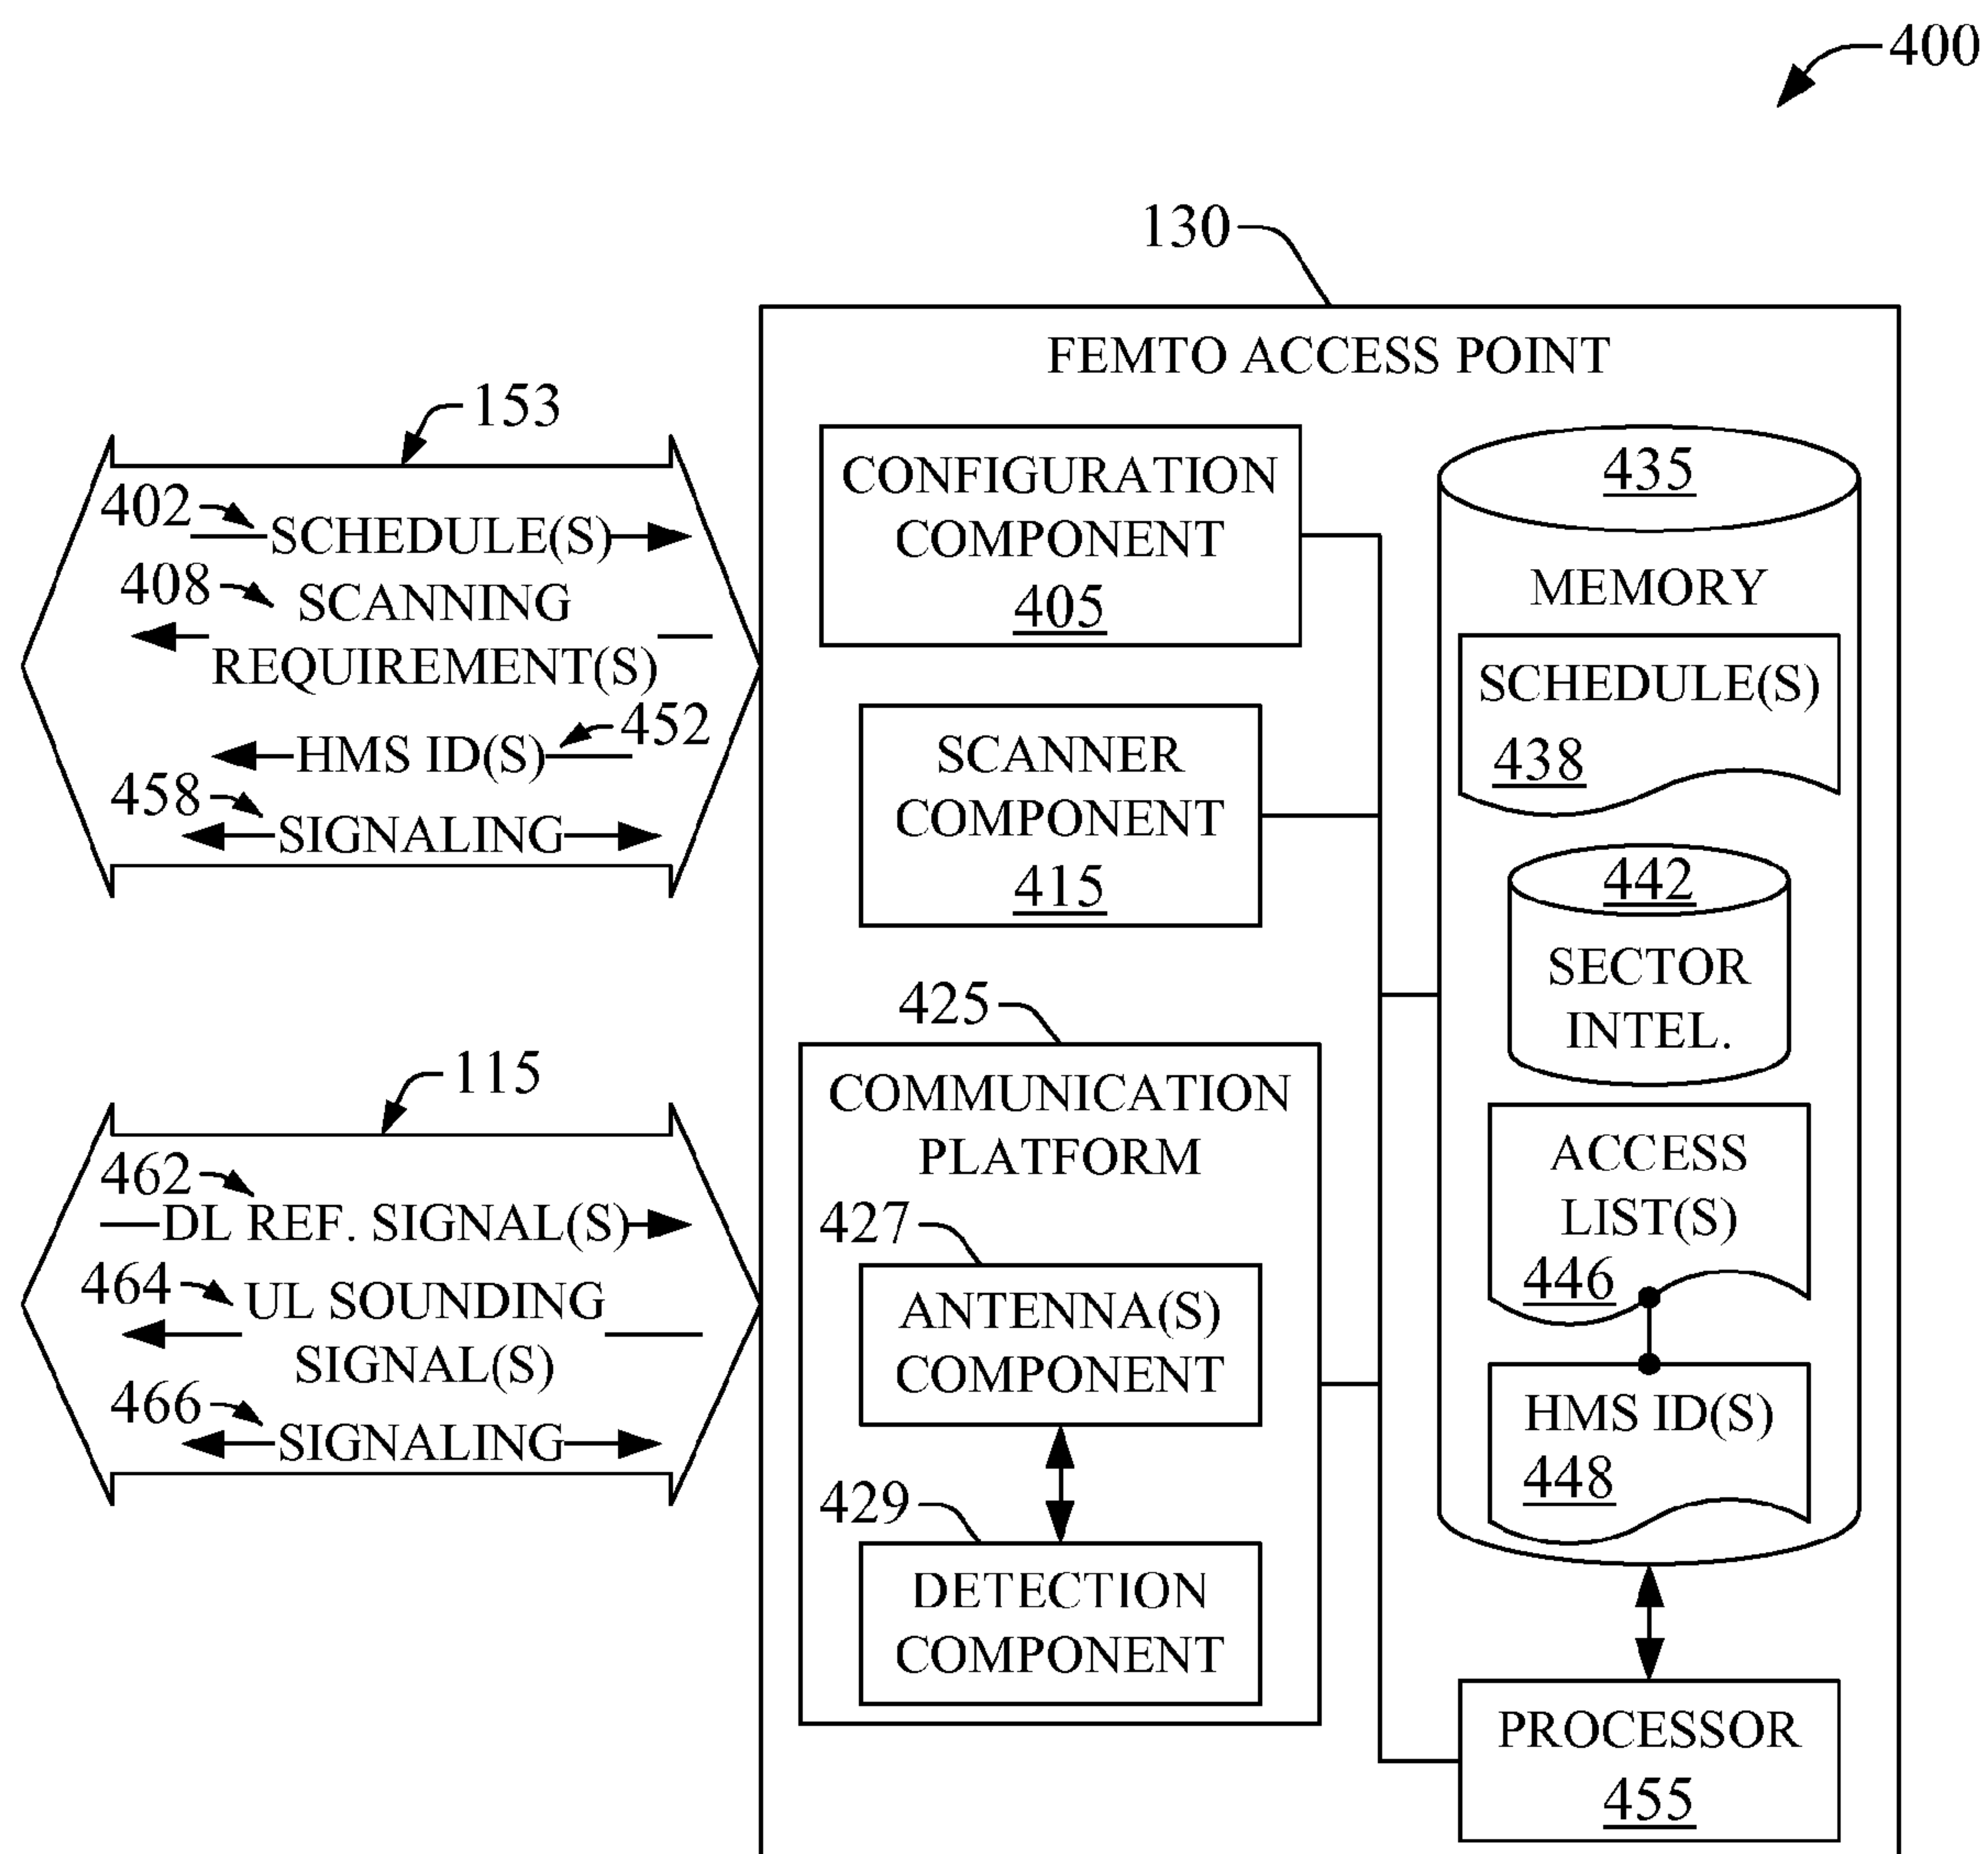 400
130
FEMTO ACCESS POINT
153
402
SCHEDULE(S)
408
SCANNING
REQUIREMENT(S)
HMS ID(S)
452
458
SIGNALING
115
462
DL REF. SIGNAL(S)
464
UL SOUNDING
SIGNAL(S)
466
SIGNALING
CONFIGURATION
COMPONENT
405
SCANNER
COMPONENT
415
425
COMMUNICATION
PLATFORM
427
ANTENNA(S)
COMPONENT
429
DETECTION
COMPONENT
435
MEMORY
SCHEDULE(S)
438
442
SECTOR
INTEL.
ACCESS
LIST(S)
446
HMS ID(S)
448
PROCESSOR
455